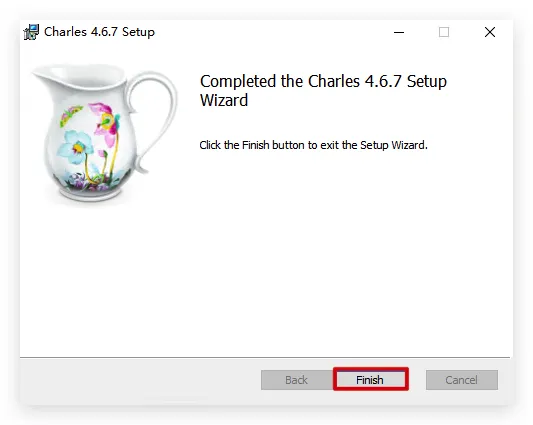 Charles 4.6.7 Setup
Completed the Charles 4.6.7 Setup
Wizard
Click the Finish button to exit the Setup Wizard.
Back
Finish
Cancel